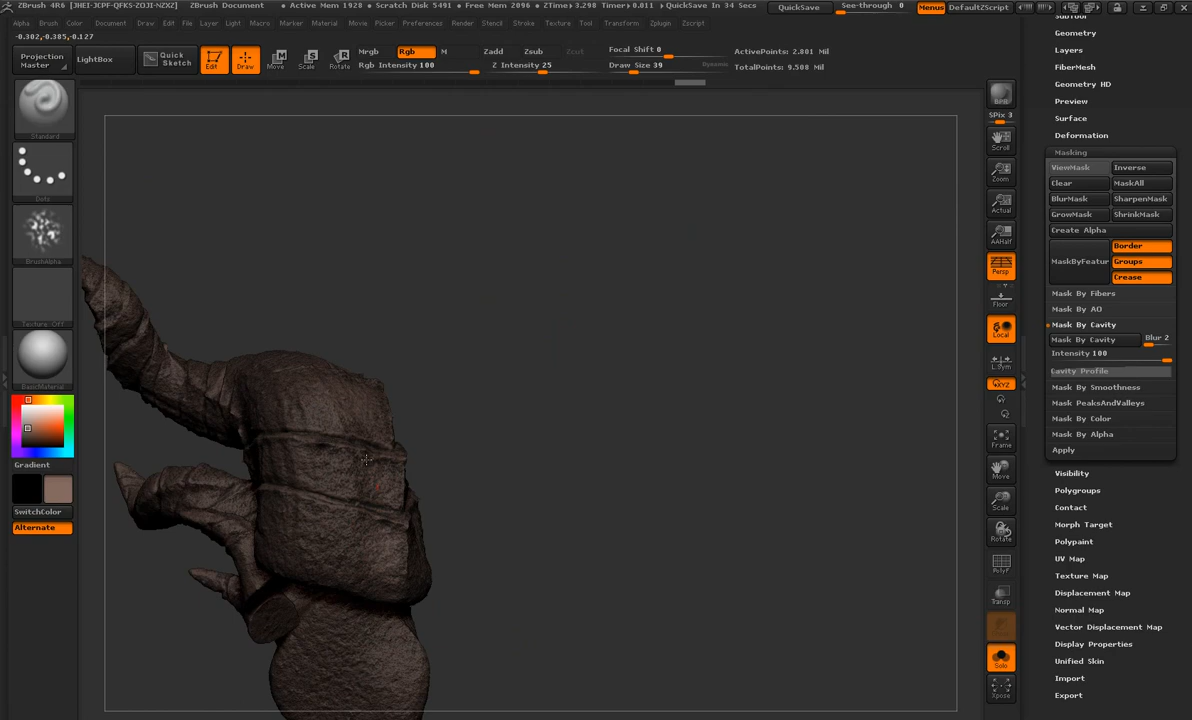 ZBrush 4R6 [JHEI-JCPF-QFKS-ZOJI-NZXZ]   ZBrush Document   • Active Mem 1928 • Scratch Disk 5491 • Free Mem 2096 • ZTime▸3.298 Timer▸0.011 • QuickSave In 34 Secs   QuickSave   See-through 0   Menus   DefaultZScript
Alpha Brush Color Document Draw Edit File Layer Light Macro Marker Material Movie Picker Preferences Render Stencil Stroke Texture Tool Transform Zplugin Zscript
-0.302,-0.385,-0.127
Projection Master
LightBox
Quick Sketch
Edit
Draw
Move
Scale
Rotate
Mrgb Rgb M
Rgb Intensity 100
Zadd Zsub Zcut
Z Intensity 25
Focal Shift 0
Draw Size 39 Dynamic
ActivePoints: 2.801 Mil
TotalPoints: 9.508 Mil
Standard
Dots
BrushAlpha
Texture Off
BasicMaterial
Gradient
SwitchColor
Alternate
SPix 3
Scroll
Zoom
Actual
AAHalf
Persp
Floor
Local
L.Sym
XYZ
Frame
Move
Scale
Rotate
PolyF
Transp
Solo
Xpose
SubTool
Geometry
Layers
FiberMesh
Geometry HD
Preview
Surface
Deformation
Masking
ViewMask Inverse
Clear MaskAll
BlurMask SharpenMask
GrowMask ShrinkMask
Create Alpha
MaskByFeatur
Border
Groups
Crease
Mask By Fibers
Mask By AO
Mask By Cavity
Mask By Cavity Blur 2
Intensity 100
Cavity Profile
Mask By Smoothness
Mask PeaksAndValleys
Mask By Color
Mask By Alpha
Apply
Visibility
Polygroups
Contact
Morph Target
Polypaint
UV Map
Texture Map
Displacement Map
Normal Map
Vector Displacement Map
Display Properties
Unified Skin
Import
Export